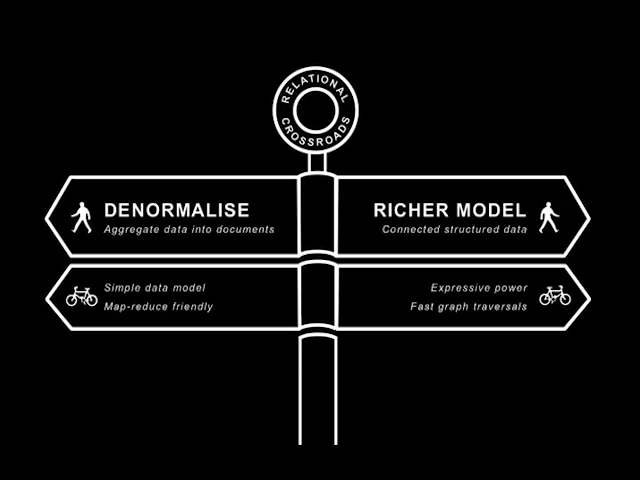 RELATIONAL
CROSSROADS
DENORMALISE
Aggregate data into documents
RICHER MODEL
Connected structured data
Simple data model
Map-reduce friendly
Expressive power
Fast graph traversals